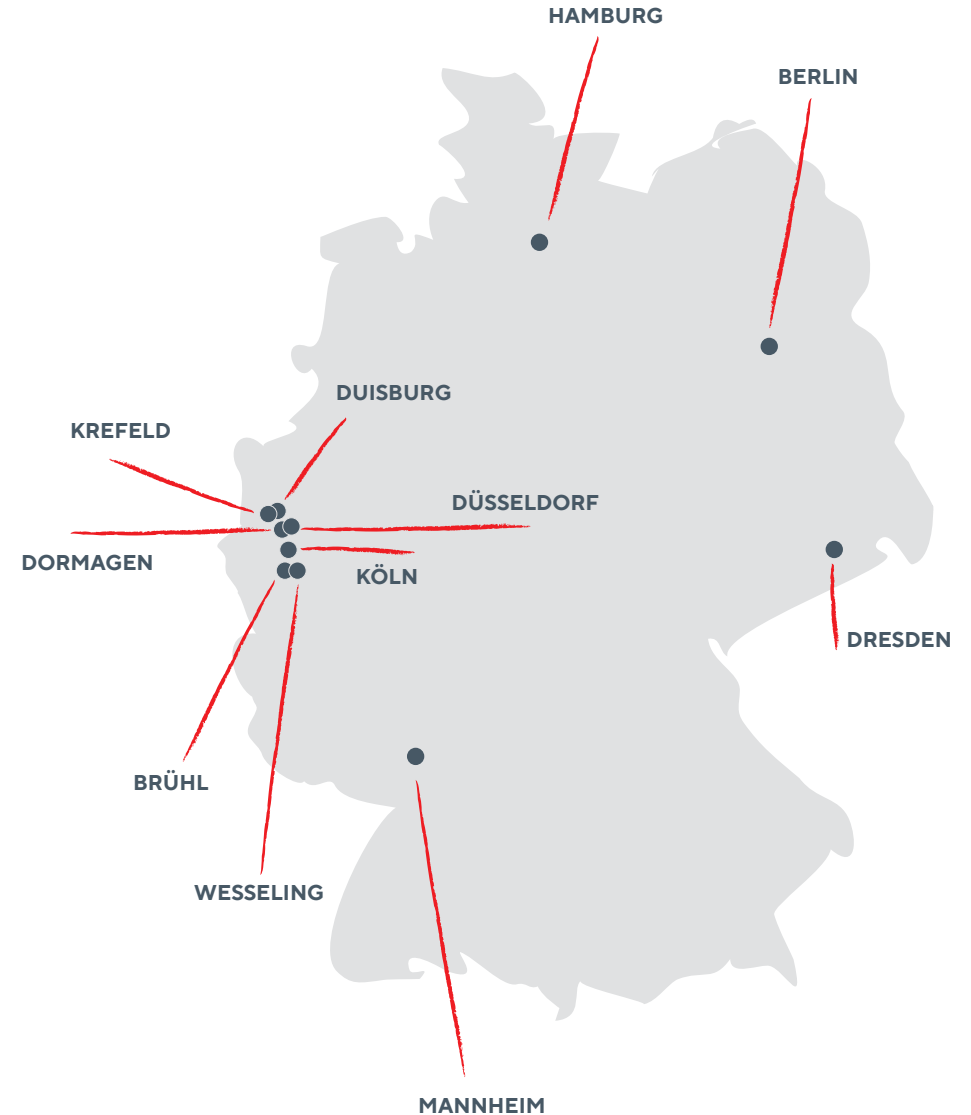 HAMBURG
BERLIN
DUISBURG
KREFELD
DÜSSELDORF
DORMAGEN
KÖLN
DRESDEN
BRÜHL
WESSELING
MANNHEIM